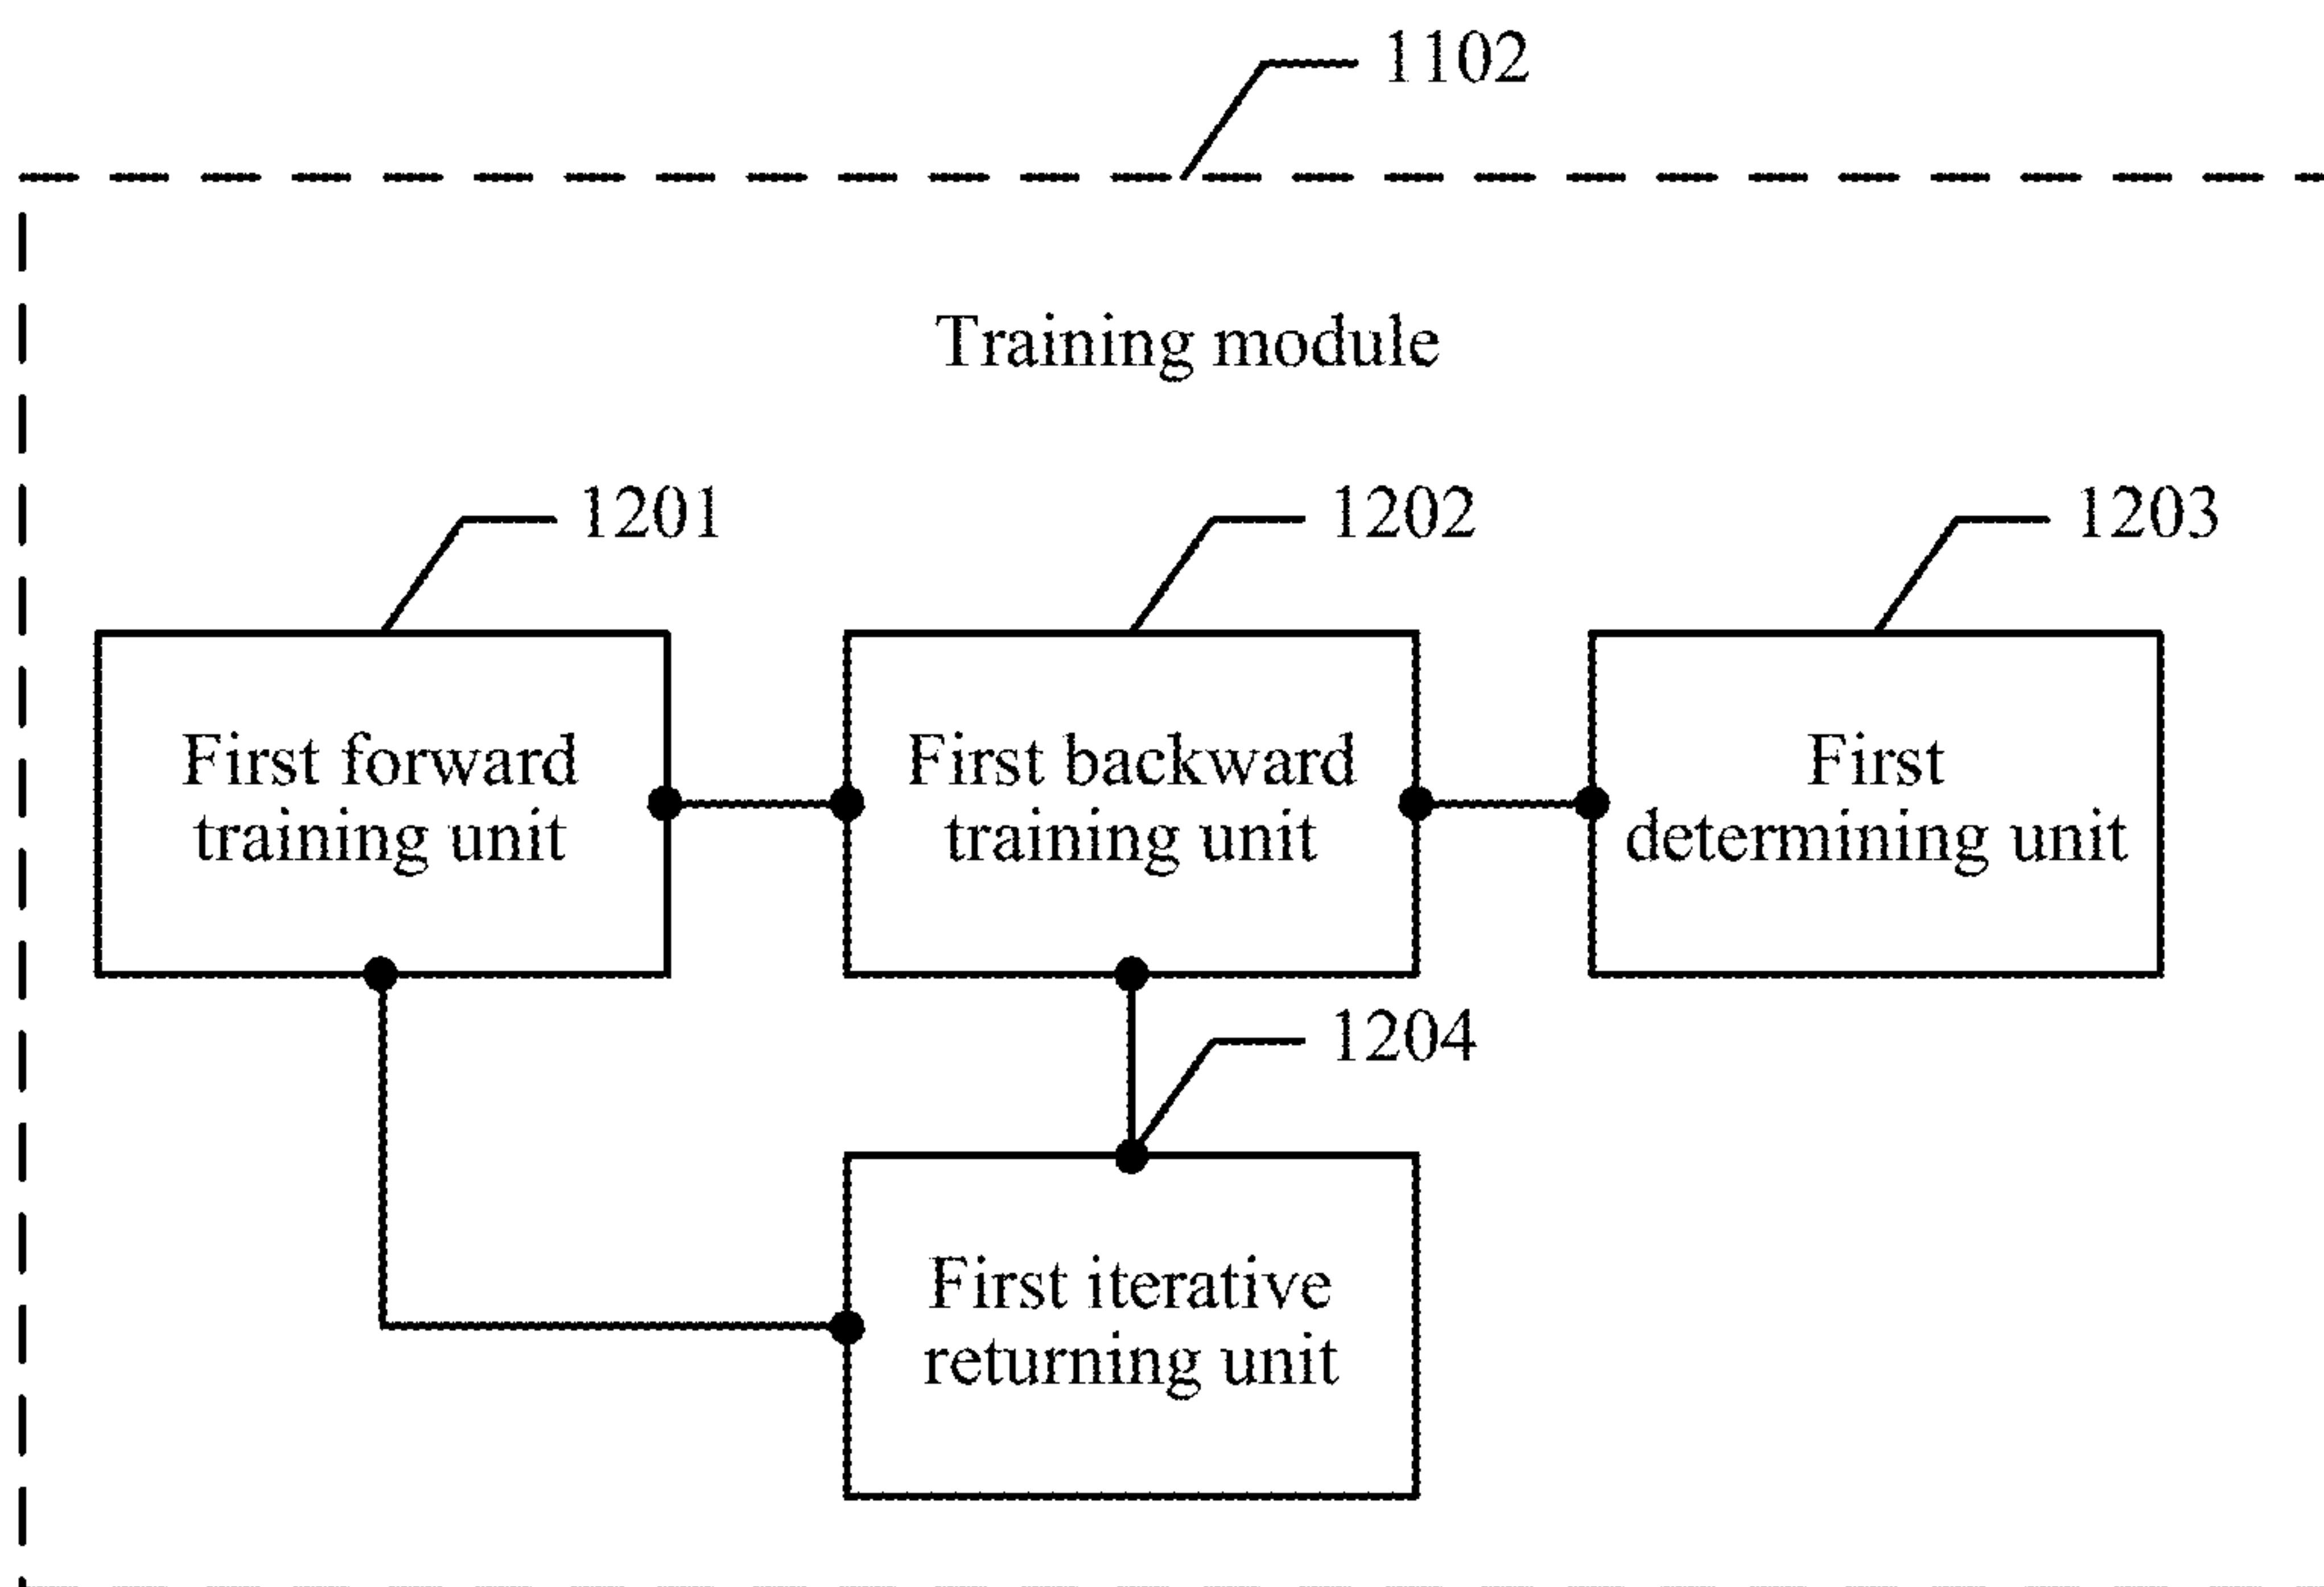 1102
Training module
1201
1202
1203
First forward
training unit
First backward
training unit
First
determining unit
1204
First iterative
returning unit